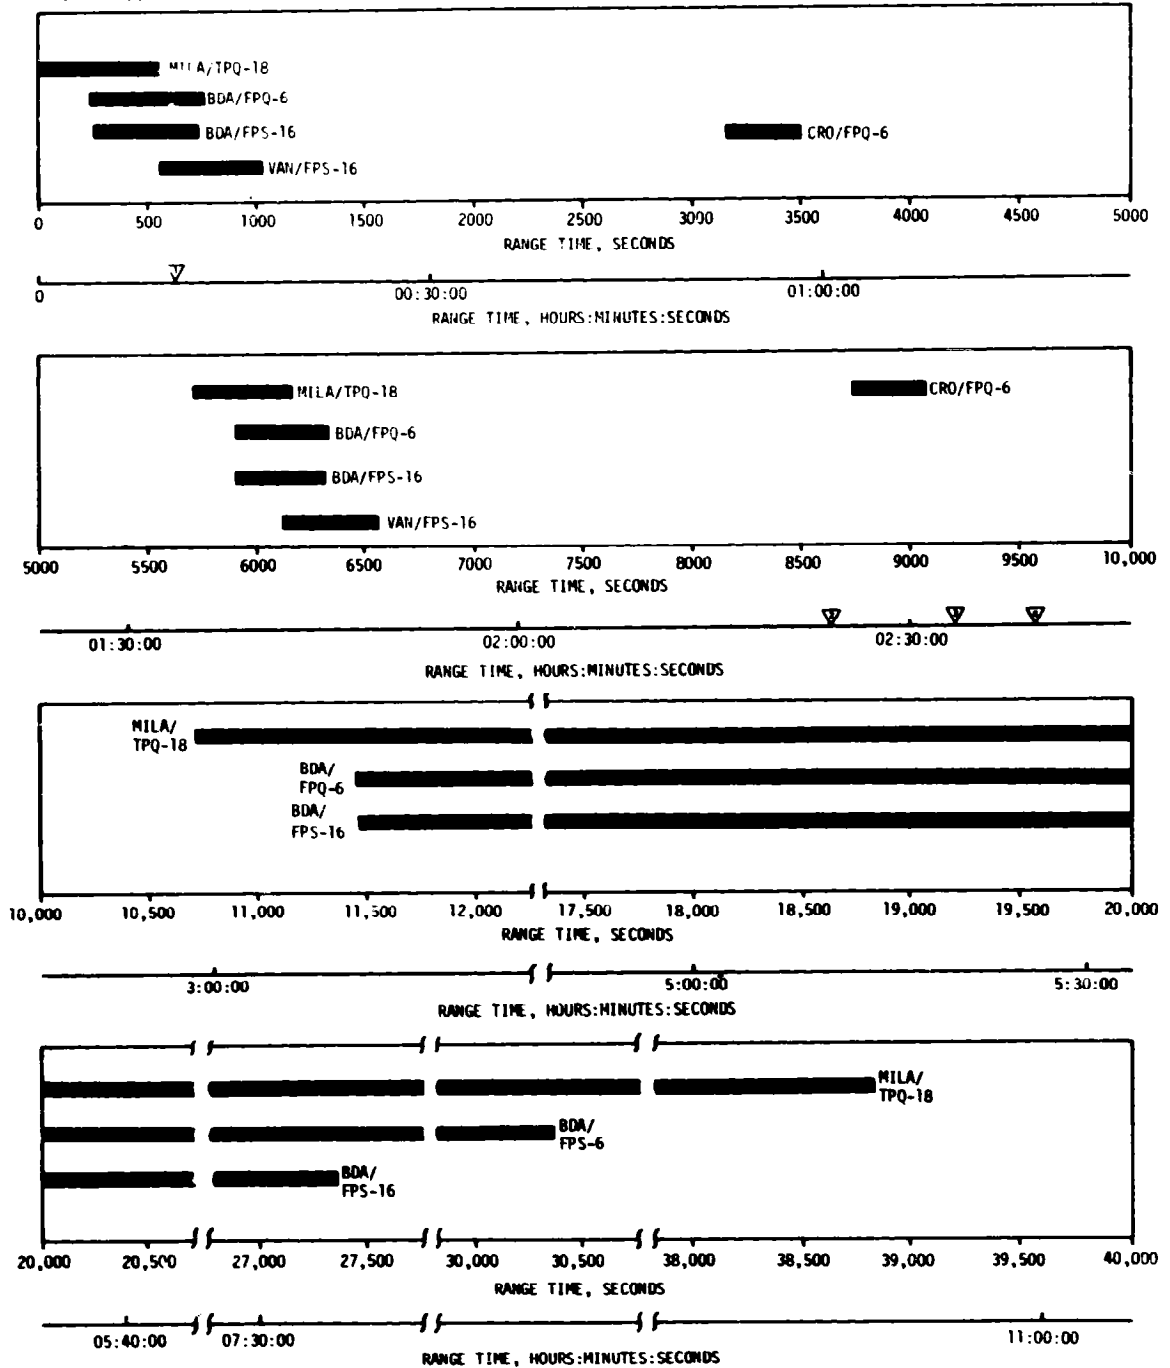 MILA/TPQ-18
BDA/FPQ-6
BDA/FPS-16 CRO/FPQ-6
VAN/FPS-16
0 500 1000 1500 2000 2500 3000 3500 4000 4500 5000
RANGE TIME, SECONDS
1
0 00:30:00 01:00:00
RANGE TIME, HOURS:MINUTES:SECONDS
MILA/TPQ-18 CRO/FPQ-6
BDA/FPQ-6
BDA/FPS-16
VAN/FPS-16
5000 5500 6000 6500 7000 7500 8000 8500 9000 9500 10,000
RANGE TIME, SECONDS
01:30:00 02:00:00 02:30:00
RANGE TIME, HOURS:MINUTES:SECONDS
MILA/
TPQ-18
BDA/
FPQ-6
BDA/
FPS-16
10,000 10,500 11,000 11,500 12,000 17,500 18,000 18,500 19,000 19,500 20,000
RANGE TIME, SECONDS
3:00:00 5:00:00 5:30:00
RANGE TIME, HOURS:MINUTES:SECONDS
MILA/
TPQ-18
BDA/
FPS-6
BDA/
FPS-16
20,000 20,500 27,000 27,500 30,000 30,500 38,000 38,500 39,000 39,500 40,000
RANGE TIME, SECONDS
05:40:00 07:30:00 11:00:00
RANGE TIME, HOURS:MINUTES:SECONDS